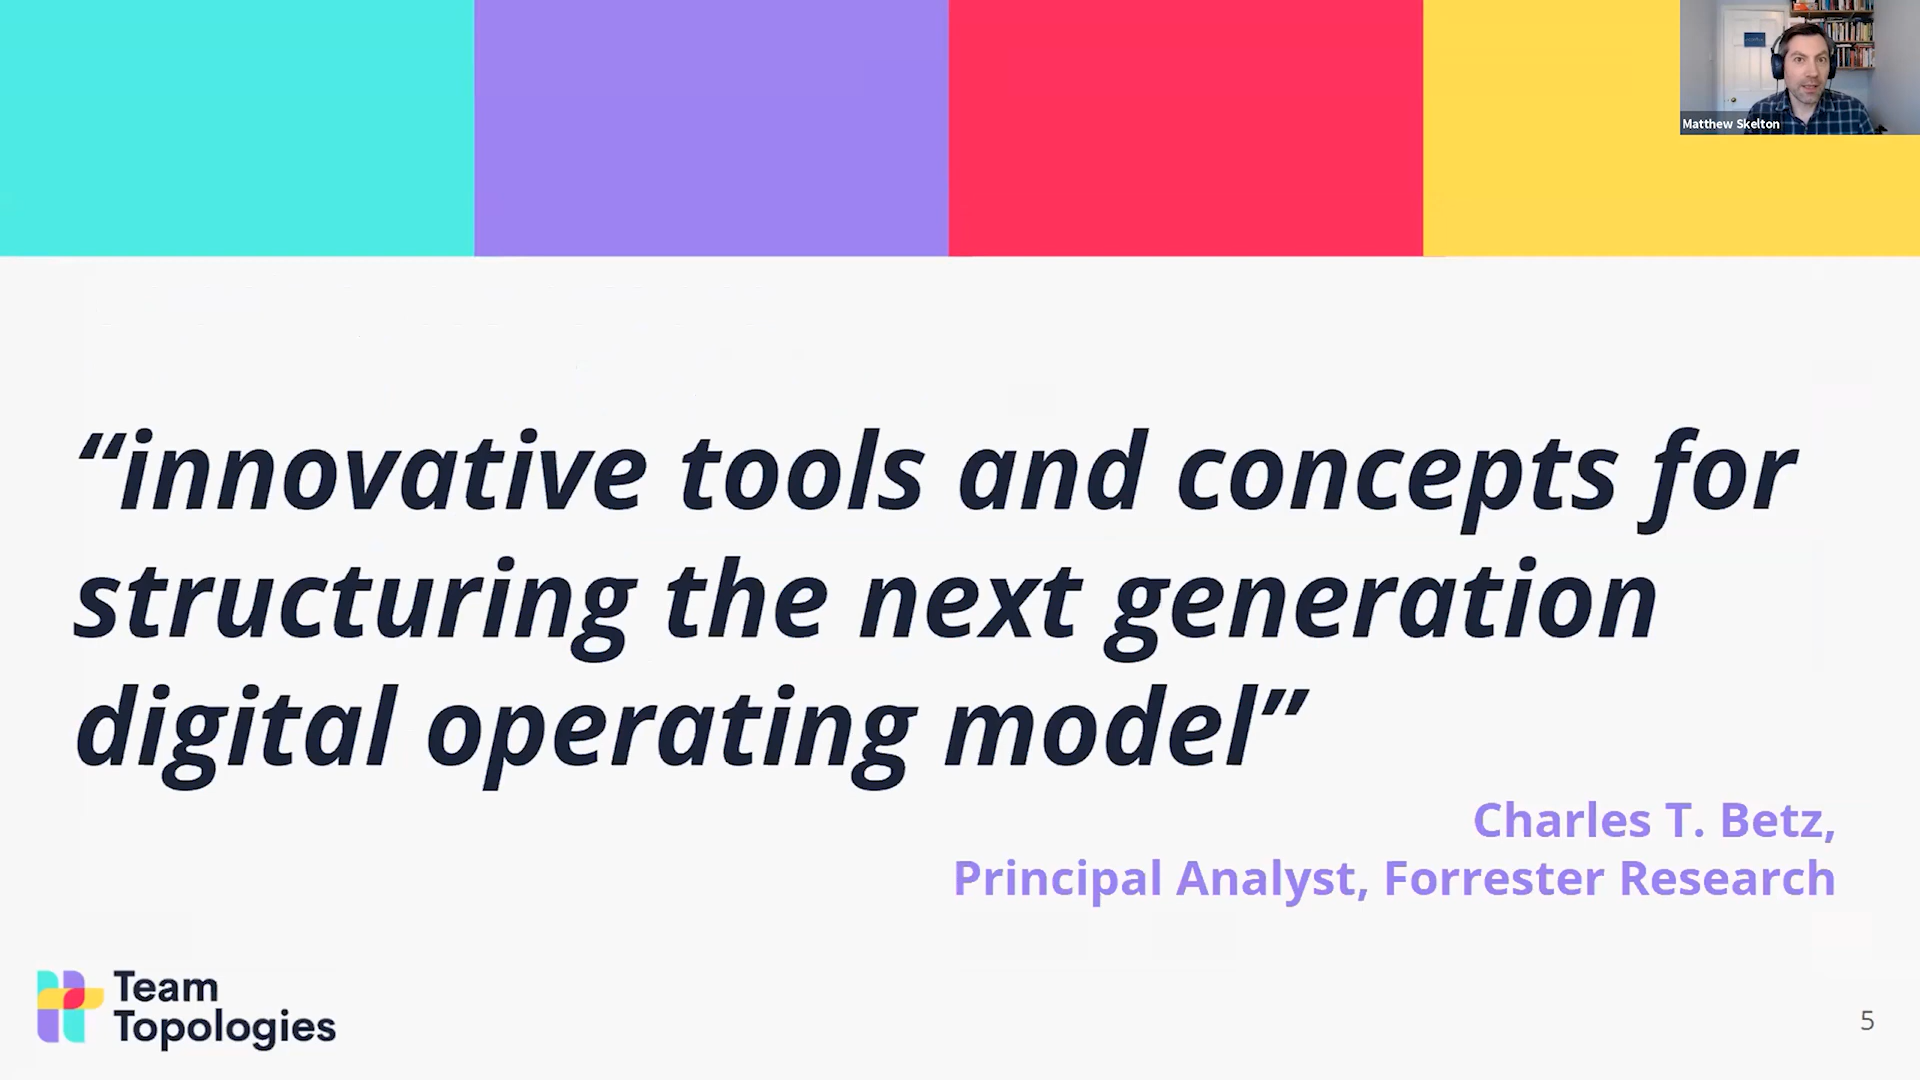 Matthew Skelton
“innovative tools and concepts for
structuring the next generation
digital operating model”
Charles T. Betz,
Principal Analyst, Forrester Research
Team
Topologies
5